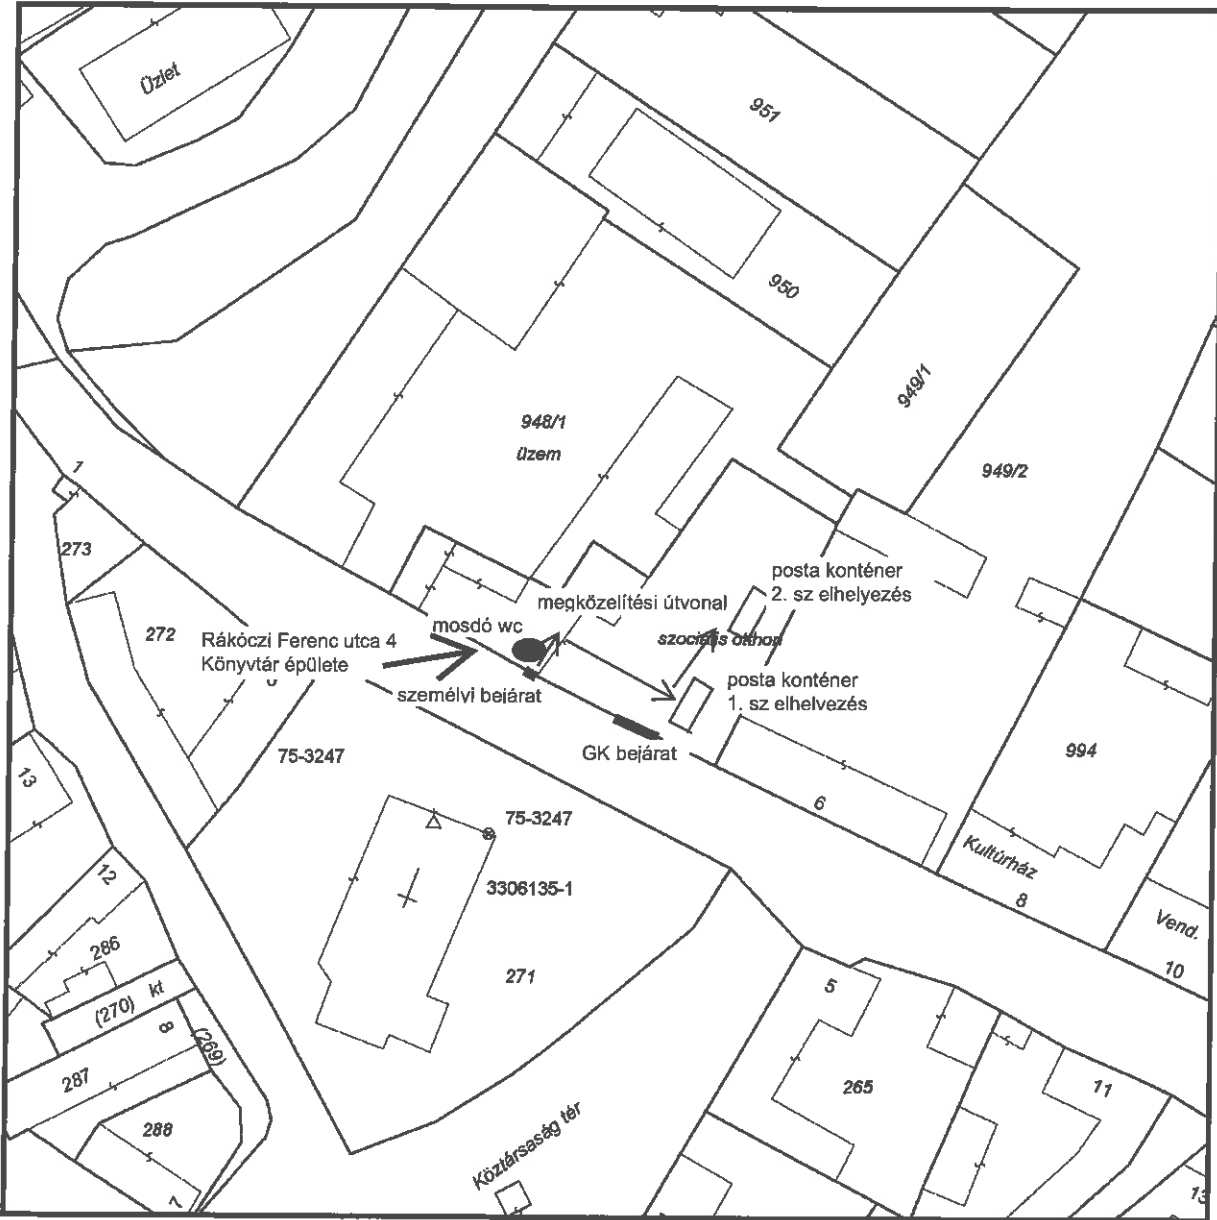 Üzlet
951
950
949/1
949/2
948/1
üzem
1
273
272
posta konténer
2. sz elhelyezés
megközelítési útvonal
mosdó wc
szociális otthon
Rákóczi Ferenc utca 4
Könyvtár épülete
személyi bejárat
posta konténer
1. sz elhelvezés
GK bejárat
75-3247
994
13
6
75-3247
Kultúrház
12
3306135-1
8
Vend.
286
10
271
5
(270) kt
8
(269)
287
265
11
288
Köztársaság tér
7
13